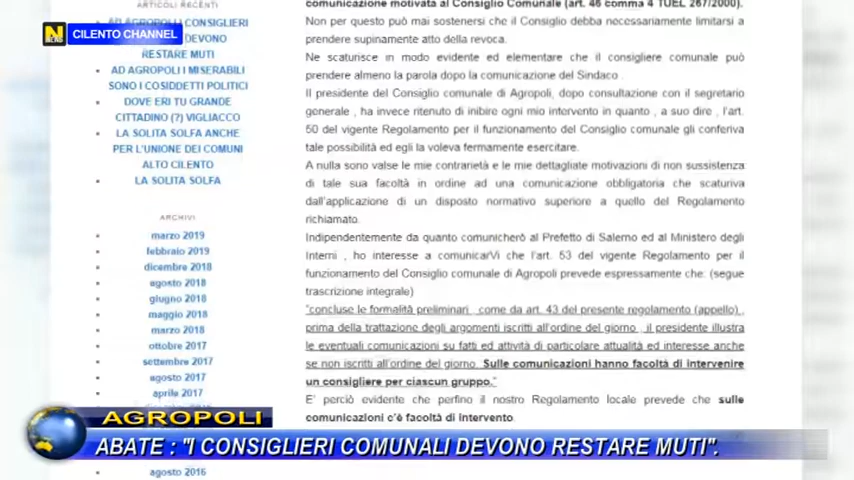 ARTICOLI RECENTI
AD AGROPOLI I CONSIGLIERI
DEVONO
RESTARE MUTI
AD AGROPOLI I MISERABILI
SONO I COSIDDETTI POLITICI
DOVE ERI TU GRANDE
CITTADINO (?) VIGLIACCO
LA SOLITA SOLFA ANCHE
PER L'UNIONE DEI COMUNI
ALTO CILENTO
LA SOLITA SOLFA
ARCHIVI
marzo 2019
febbraio 2019
dicembre 2018
agosto 2018
giugno 2018
maggio 2018
marzo 2018
ottobre 2017
settembre 2017
agosto 2017
aprile 2017
agosto 2016
comunicazione motivata al Consiglio Comunale (art. 46 comma 4 TUEL 267/2000).
Non per questo può mai sostenersi che il Consiglio debba necessariamente limitarsi a
prendere supinamente atto della revoca.
Ne scaturisce in modo evidente ed elementare che il consigliere comunale può
prendere almeno la parola dopo la comunicazione del Sindaco .
Il presidente del Consiglio comunale di Agropoli, dopo consultazione con il segretario
generale , ha invece ritenuto di inibire ogni mio intervento in quanto , a suo dire , l'art.
50 del vigente Regolamento per il funzionamento del Consiglio comunale gli conferiva
tale possibilità ed egli la voleva fermamente esercitare.
A nulla sono valse le mie contrarietà e le mie dettagliate motivazioni di non sussistenza
di tale sua facoltà in ordine ad una comunicazione obbligatoria che scaturiva
dall'applicazione di un disposto normativo superiore a quello del Regolamento
richiamato.
Indipendentemente da quanto comunicherò al Prefetto di Salerno ed al Ministero degli
Interni , ho interesse a comunicarVi che l'art. 53 del vigente Regolamento per il
funzionamento del Consiglio comunale di Agropoli prevede espressamente che: (segue
trascrizione integrale)
"concluse le formalità preliminari , come da art. 43 del presente regolamento (appello) ,
prima della trattazione degli argomenti iscritti all'ordine del giorno , il presidente illustra
le eventuali comunicazioni su fatti ed attività di particolare attualità ed interesse anche
se non iscritti all'ordine del giorno. Sulle comunicazioni hanno facoltà di intervenire
un consigliere per ciascun gruppo."
E' perciò evidente che perfino il nostro Regolamento locale prevede che sulle
comunicazioni c'è facoltà di intervento
N
CILENTO CHANNEL
AGROPOLI
ABATE : "I CONSIGLIERI COMUNALI DEVONO RESTARE MUTI".